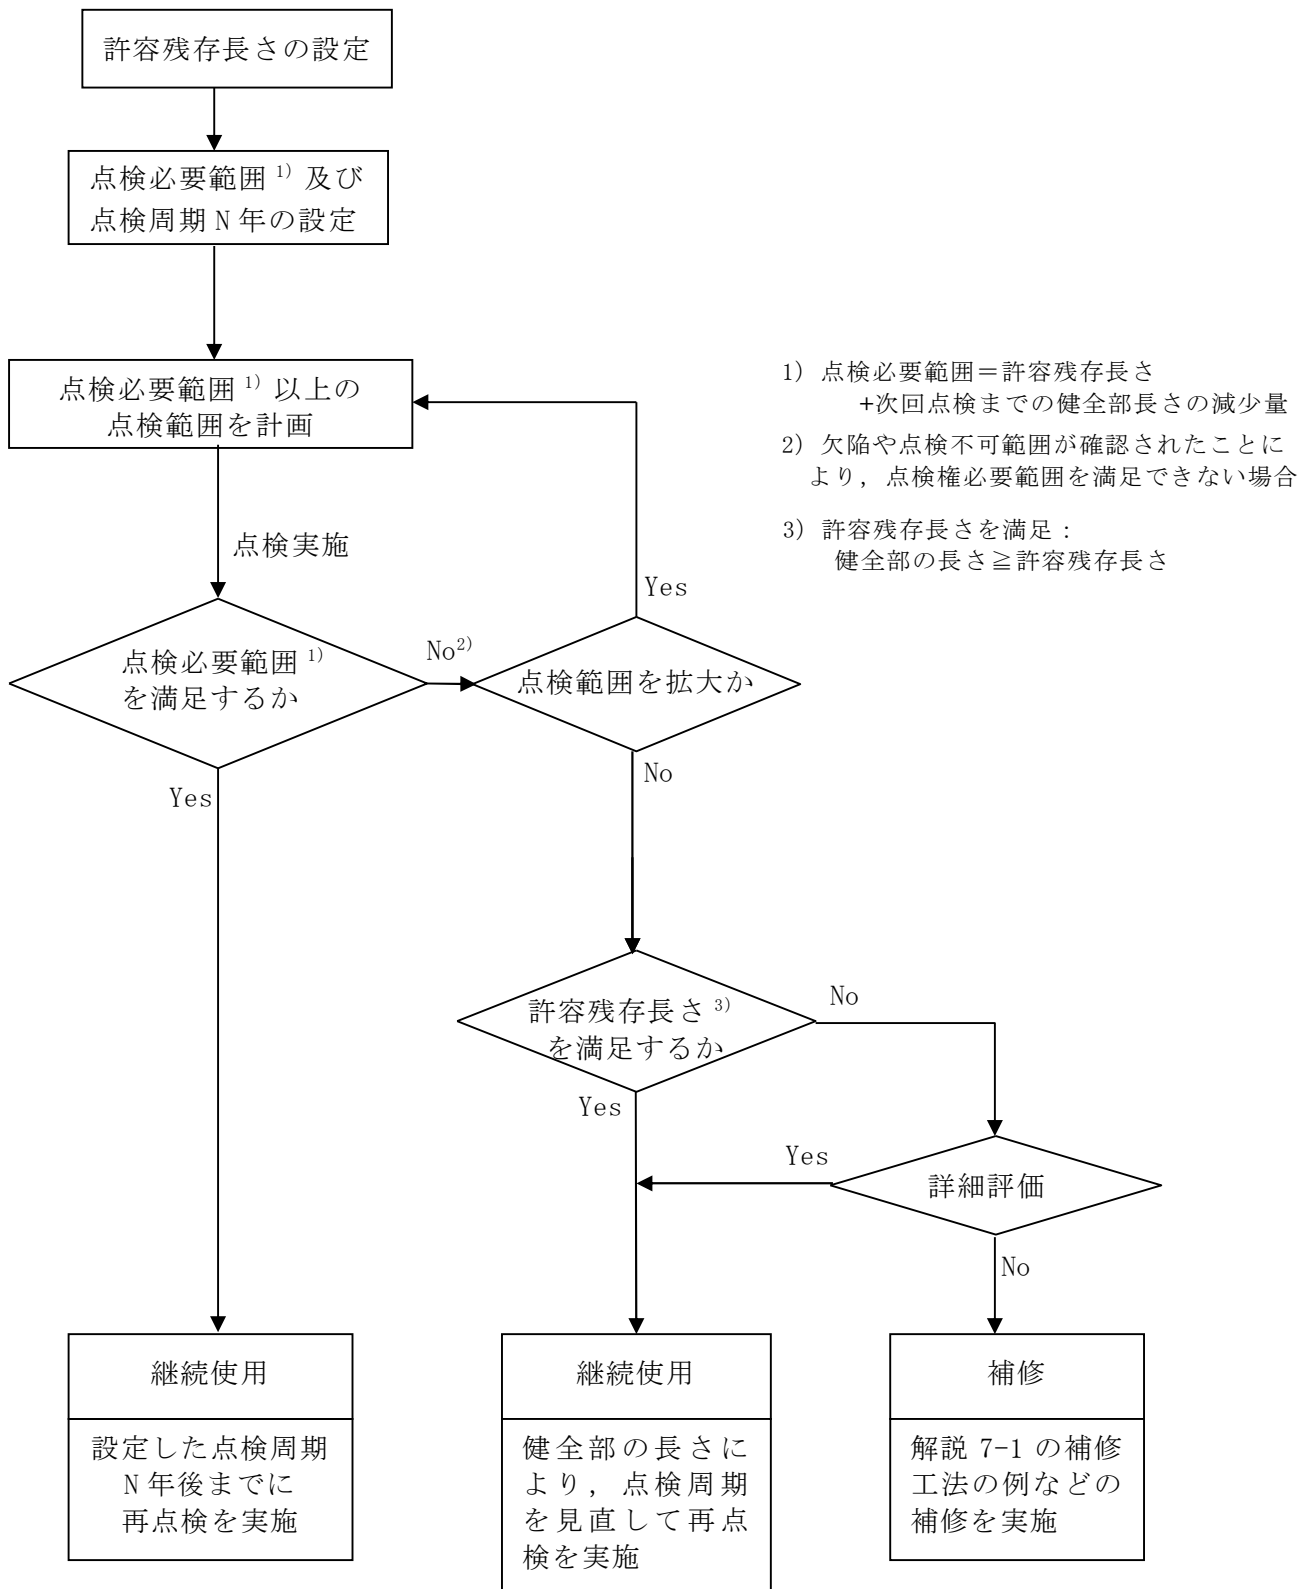 許容残存長さの設定
点検必要範囲1) 及び
点検周期N年の設定
点検必要範囲1) 以上の
点検範囲を計画
1) 点検必要範囲=許容残存長さ
+次回点検までの健全部長さの減少量
2) 欠陥や点検不可範囲が確認されたことに
より，点検権必要範囲を満足できない場合
3) 許容残存長さを満足：
健全部の長さ≧許容残存長さ
点検実施
Yes
点検必要範囲1)
を満足するか
No2)
点検範囲を拡大か
Yes
No
許容残存長さ3)
を満足するか
No
Yes
Yes
詳細評価
No
継続使用
設定した点検周期
N年後までに
再点検を実施
継続使用
健全部の長さに
より，点検周期
を見直して再点
検を実施
補修
解説 7-1 の補修
工法の例などの
補修を実施